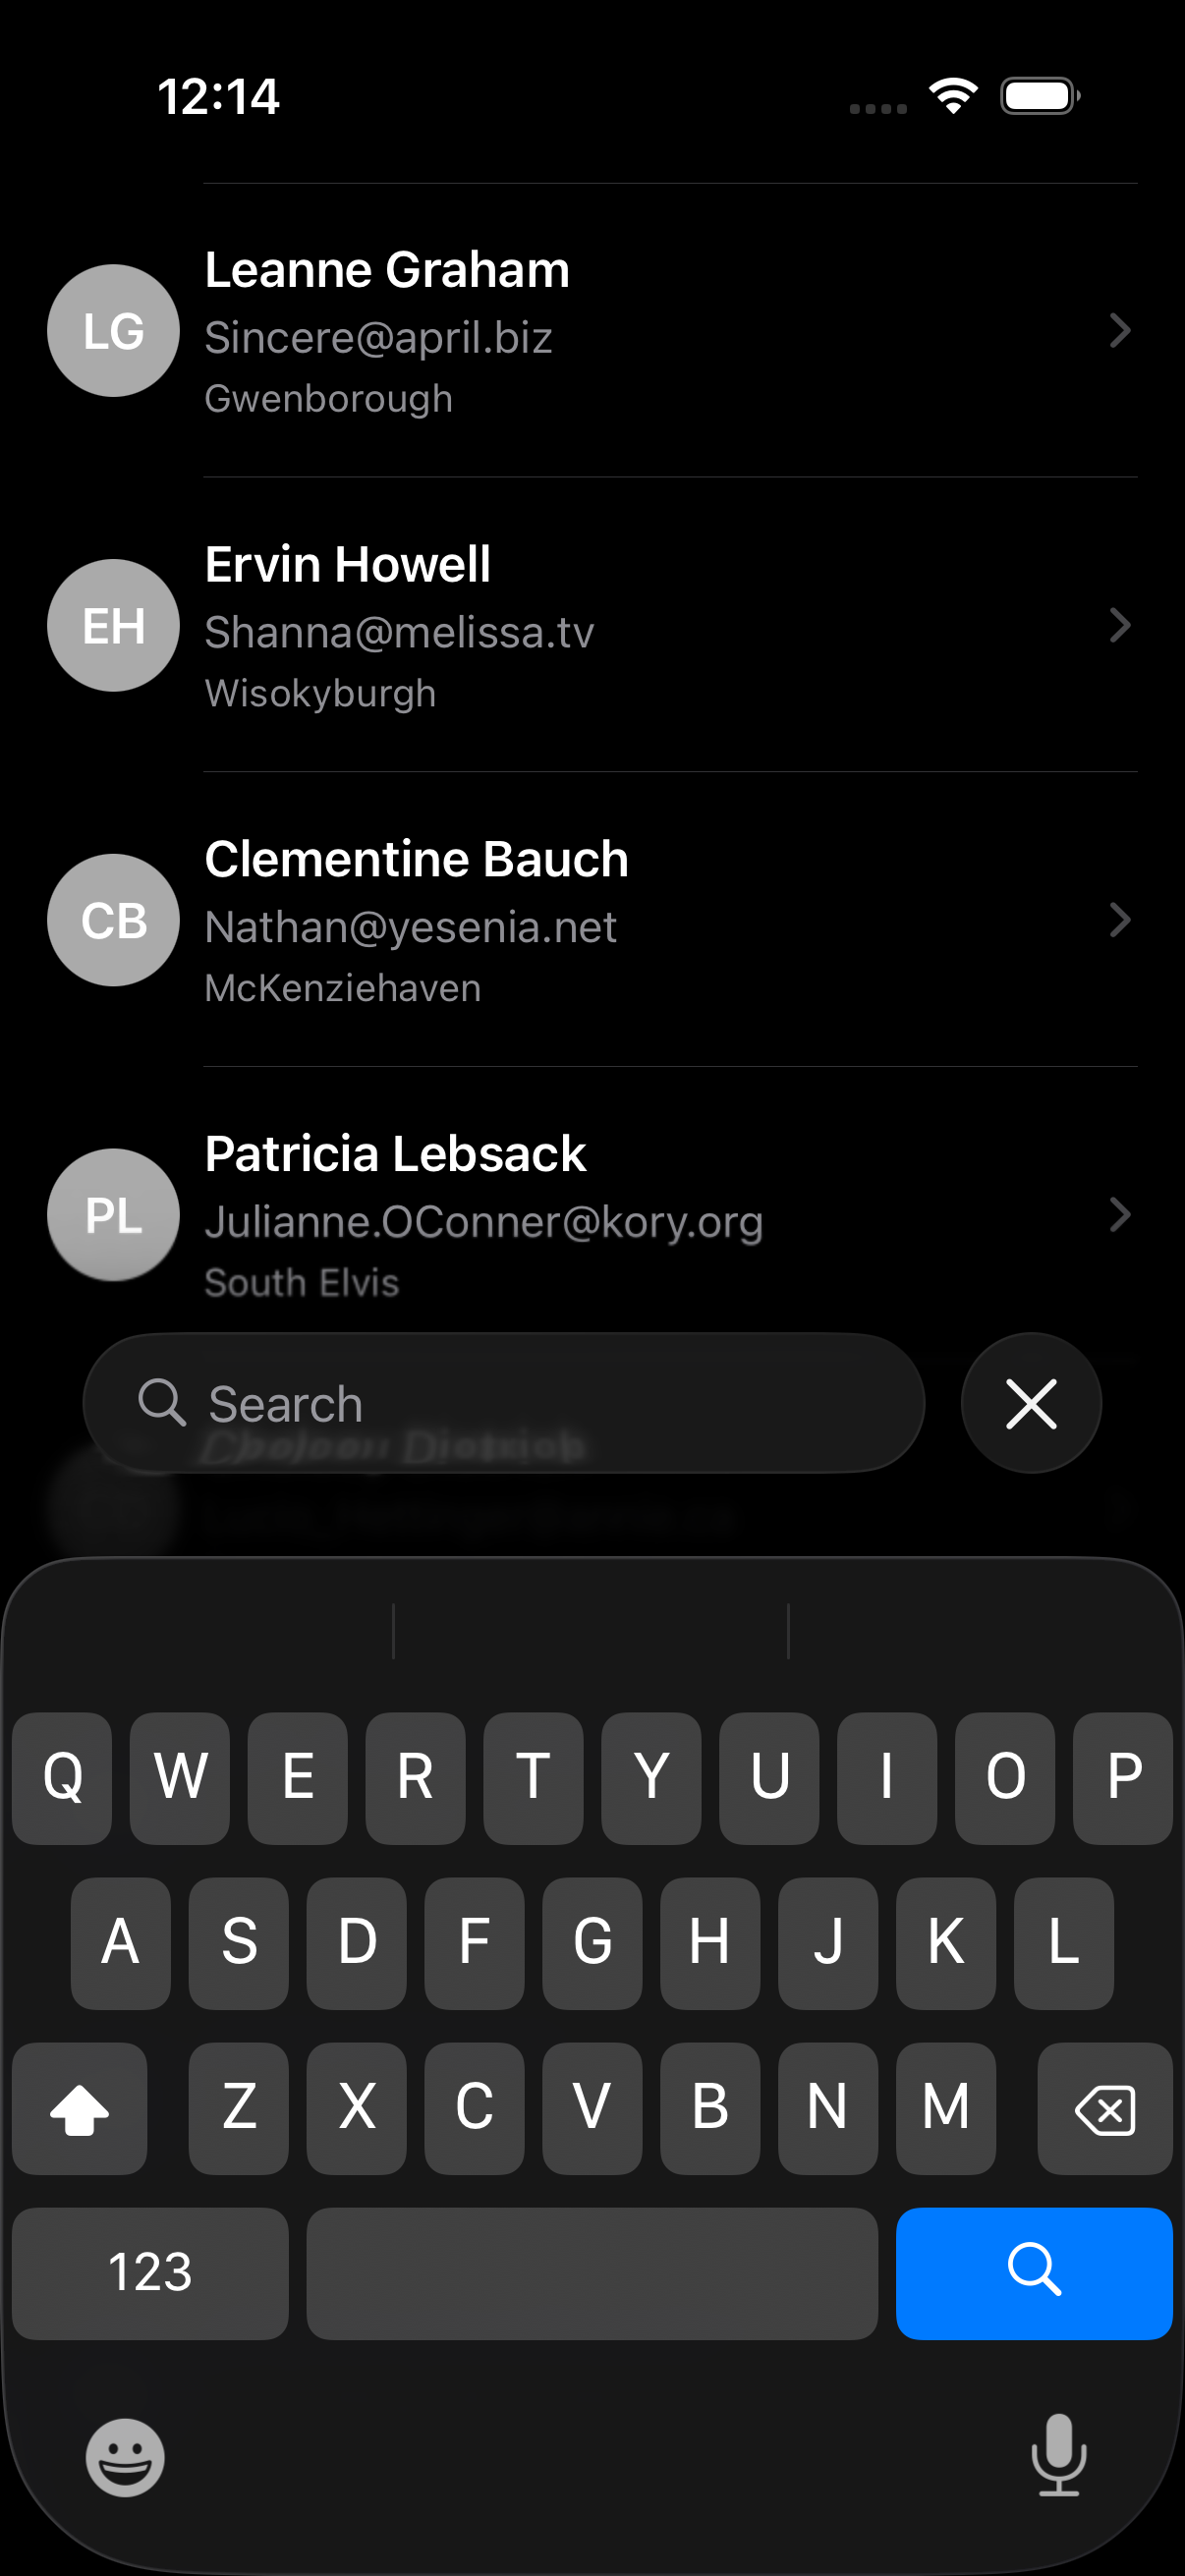 12:14
LG
Leanne Graham
Sincere@april.biz
Gwenborough
EH
Ervin Howell
Shanna@melissa.tv
Wisokyburgh
CB
Clementine Bauch
Nathan@yesenia.net
McKenziehaven
PL
Patricia Lebsack
Julianne.OConner@kory.org
South Elvis
Search
Q W E R T Y U I O P
A S D F G H J K L
Z X C V B N M
123